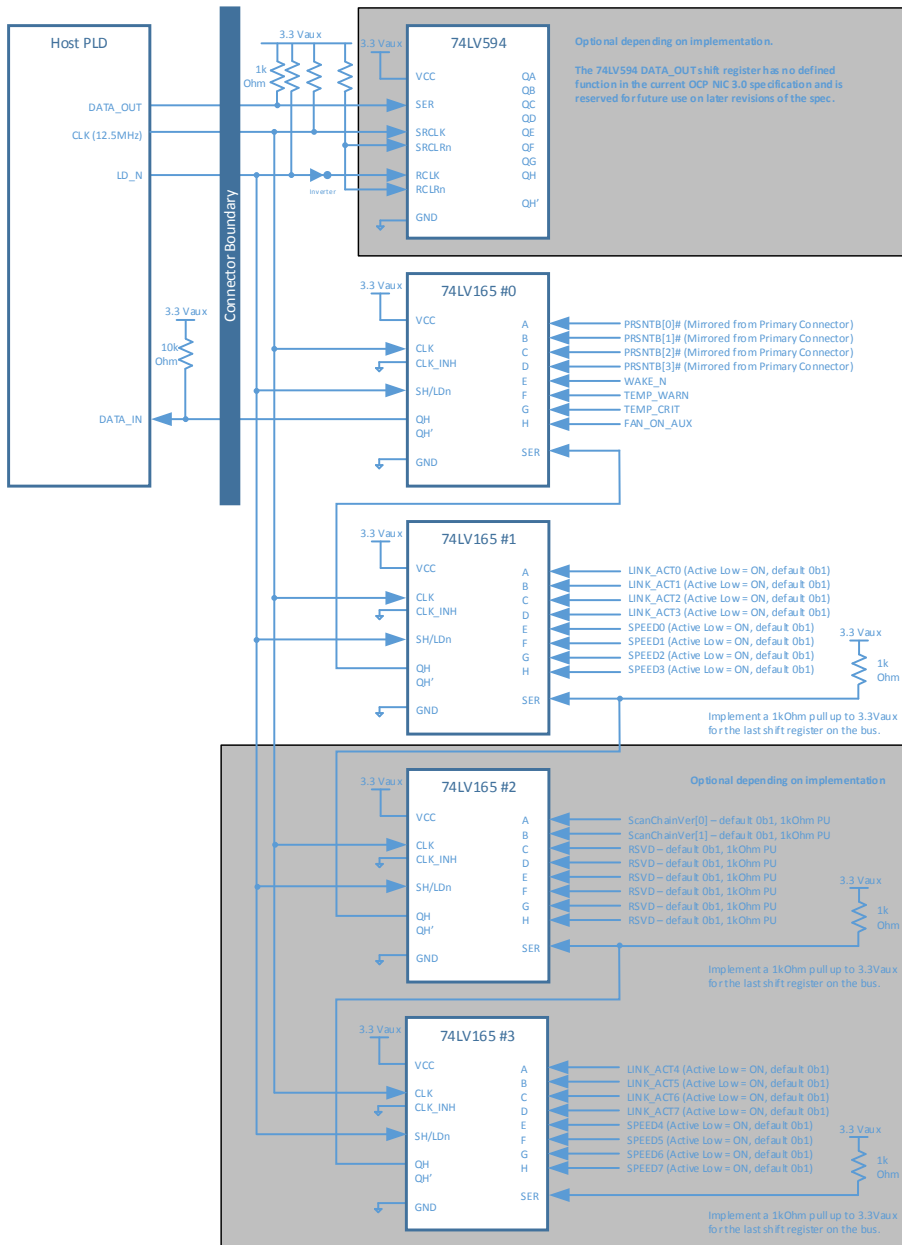 Host PLD
DATA_OUT
CLK (12.5MHz)
LD_N
DATA_IN
Connector Boundary
3.3 Vaux
1k
Ohm
Inverter
3.3 Vaux
10k
Ohm
3.3 Vaux
74LV594
VCC
SER
SRCLK
SRCLRn
RCLK
RCLRn
GND
QA
QB
QC
QD
QE
QF
QG
QH
QH'
Optional depending on implementation.
The 74LV594 DATA_OUT shift register has no defined
function in the current OCP NIC 3.0 specification and is
reserved for future use on later revisions of the spec.
3.3 Vaux
74LV165 #0
VCC
CLK
CLK_INH
SH/LDn
QH
QH'
GND
A
B
C
D
E
F
G
H
SER
PRSNTB[0]# (Mirrored from Primary Connector)
PRSNTB[1]# (Mirrored from Primary Connector)
PRSNTB[2]# (Mirrored from Primary Connector)
PRSNTB[3]# (Mirrored from Primary Connector)
WAKE_N
TEMP_WARN
TEMP_CRIT
FAN_ON_AUX
3.3 Vaux
74LV165 #1
VCC
CLK
CLK_INH
SH/LDn
QH
QH'
GND
A
B
C
D
E
F
G
H
SER
LINK_ACT0 (Active Low = ON, default 0b1)
LINK_ACT1 (Active Low = ON, default 0b1)
LINK_ACT2 (Active Low = ON, default 0b1)
LINK_ACT3 (Active Low = ON, default 0b1)
SPEED0 (Active Low = ON, default 0b1)
SPEED1 (Active Low = ON, default 0b1)
SPEED2 (Active Low = ON, default 0b1)
SPEED3 (Active Low = ON, default 0b1)
3.3 Vaux
1k
Ohm
Implement a 1kOhm pull up to 3.3Vaux
for the last shift register on the bus.
3.3 Vaux
74LV165 #2
VCC
CLK
CLK_INH
SH/LDn
QH
QH'
GND
A
B
C
D
E
F
G
H
SER
Optional depending on implementation
ScanChainVer[0] – default 0b1, 1kOhm PU
ScanChainVer[1] – default 0b1, 1kOhm PU
RSVD – default 0b1, 1kOhm PU
RSVD – default 0b1, 1kOhm PU
RSVD – default 0b1, 1kOhm PU
RSVD – default 0b1, 1kOhm PU
RSVD – default 0b1, 1kOhm PU
RSVD – default 0b1, 1kOhm PU
3.3 Vaux
1k
Ohm
Implement a 1kOhm pull up to 3.3Vaux
for the last shift register on the bus.
3.3 Vaux
74LV165 #3
VCC
CLK
CLK_INH
SH/LDn
QH
QH'
GND
A
B
C
D
E
F
G
H
SER
LINK_ACT4 (Active Low = ON, default 0b1)
LINK_ACT5 (Active Low = ON, default 0b1)
LINK_ACT6 (Active Low = ON, default 0b1)
LINK_ACT7 (Active Low = ON, default 0b1)
SPEED4 (Active Low = ON, default 0b1)
SPEED5 (Active Low = ON, default 0b1)
SPEED6 (Active Low = ON, default 0b1)
SPEED7 (Active Low = ON, default 0b1)
3.3 Vaux
1k
Ohm
Implement a 1kOhm pull up to 3.3Vaux
for the last shift register on the bus.